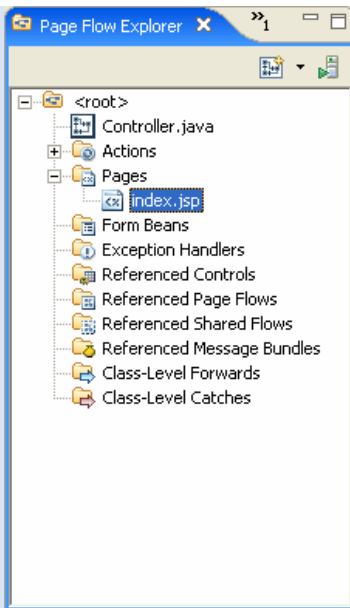 Page Flow Explorer
»1
<root>
Controller.java
Actions
Pages
index.jsp
Form Beans
Exception Handlers
Referenced Controls
Referenced Page Flows
Referenced Shared Flows
Referenced Message Bundles
Class-Level Forwards
Class-Level Catches